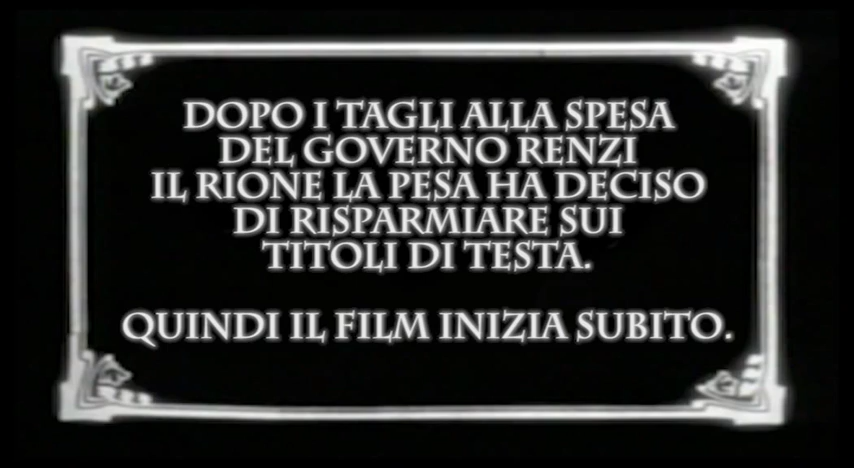 DOPO I TAGLI ALLA SPESA
DEL GOVERNO RENZI
IL RIONE LA PESA HA DECISO
DI RISPARMIARE SUI
TITOLI DI TESTA.
QUINDI IL FILM INIZIA SUBITO.